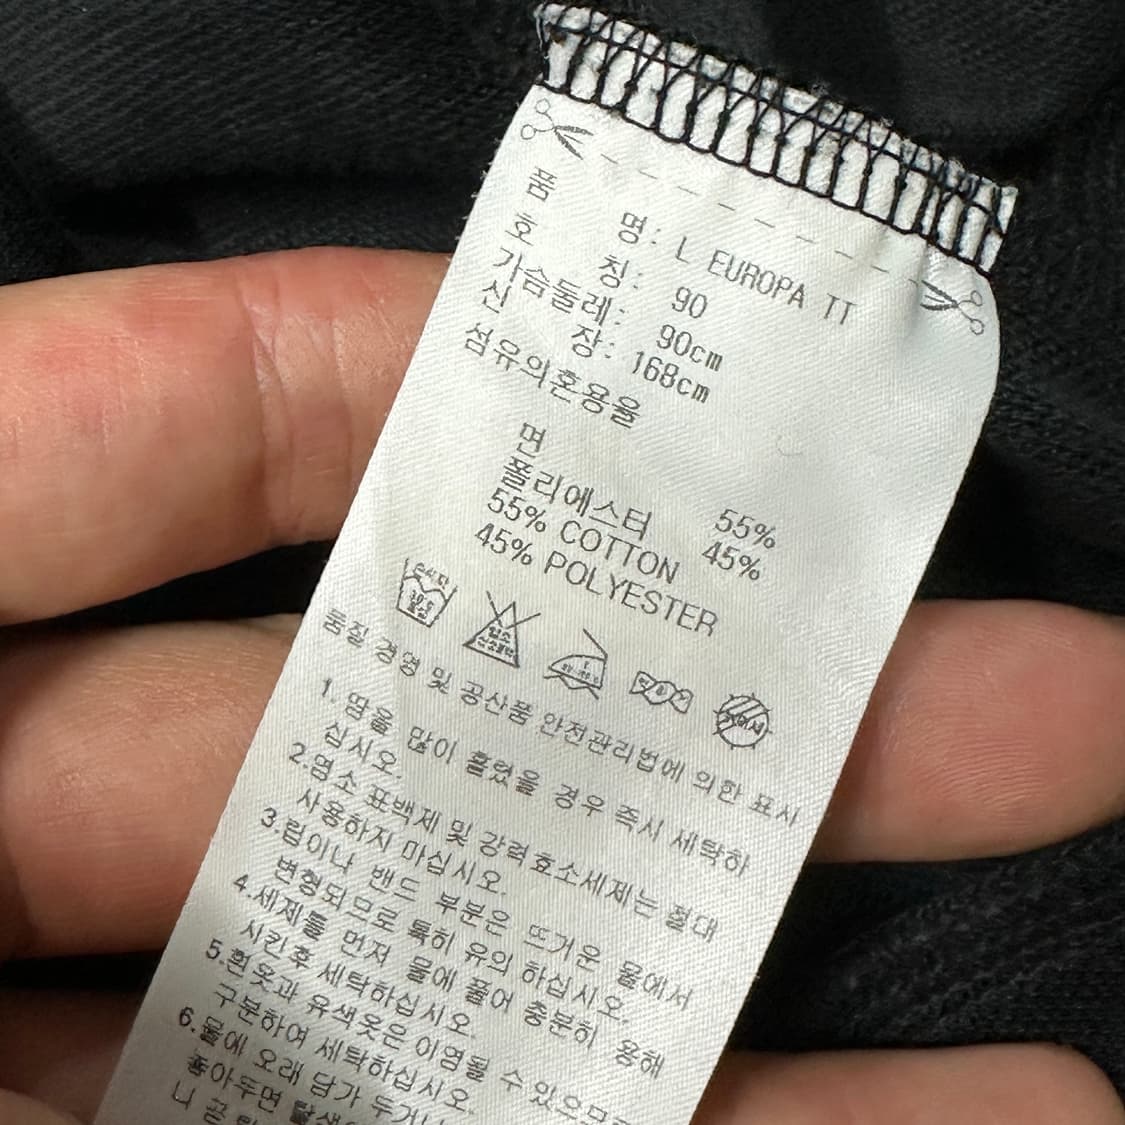 품 명: L EUROPA TT
호 칭: 90
가슴둘레: 90cm
신 장: 168cm
섬유의혼용율
면 55%
폴리에스터 45%
55% COTTON
45% POLYESTER
품질 경영 및 공산품 안전관리법에 의한 표시
1. 땀을 많이 흘렸을 경우 즉시 세탁하
십시오.
2.염소 표백제 및 강력효소세제는 절대
사용하지 마십시오.
3.립이나 밴드 부분은 뜨거운 물에서
변형되므로 특히 유의 하십시오.
4.세제를 먼저 물에 풀어 충분히 용해
시킨후 세탁하십시오
5.흰옷과 유색옷은 이염될 수 있으므로
구분하여 세탁하십시오.
6.물에 오래 담가 두거나
놓아두면